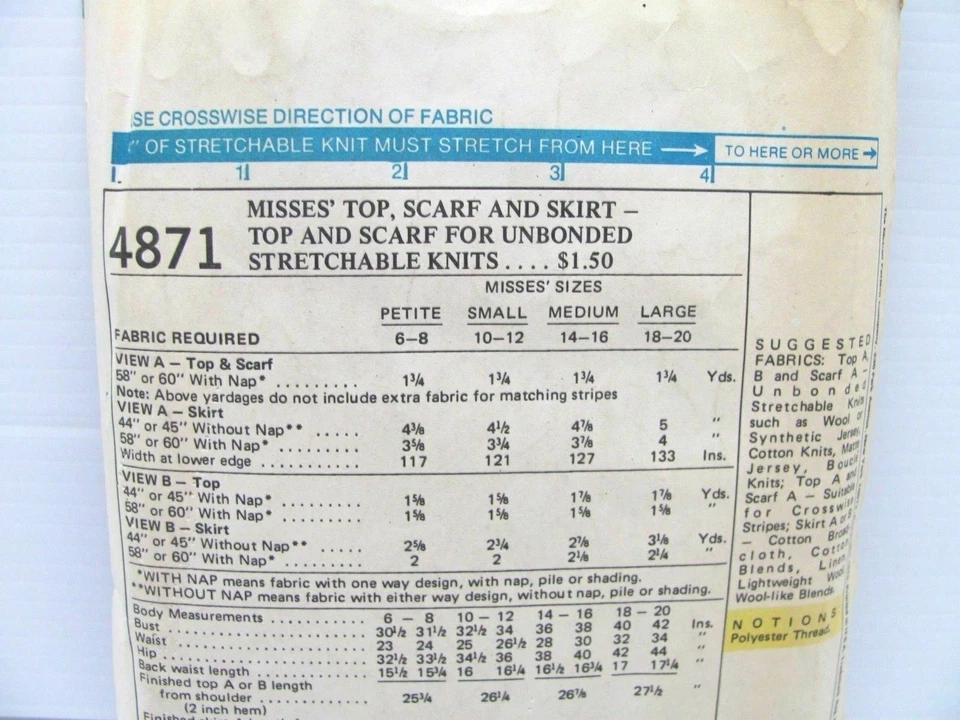 SE CROSSWISE DIRECTION OF FABRIC
" OF STRETCHABLE KNIT MUST STRETCH FROM HERE → TO HERE OR MORE →
1 2 3 4
4871
MISSES' TOP, SCARF AND SKIRT –
TOP AND SCARF FOR UNBONDED
STRETCHABLE KNITS . . . . $1.50
MISSES' SIZES
PETITE SMALL MEDIUM LARGE
FABRIC REQUIRED 6–8 10–12 14–16 18–20
VIEW A – Top & Scarf
58" or 60" With Nap* . . . . . . . . . . 1¾ 1¾ 1¾ 1¾ Yds.
Note: Above yardages do not include extra fabric for matching stripes
VIEW A – Skirt
44" or 45" Without Nap** . . . . . 4⅜ 4½ 4⅞ 5 "
58" or 60" With Nap* . . . . . . . . . 3⅝ 3¾ 3⅞ 4 "
Width at lower edge . . . . . . . . . . . 117 121 127 133 Ins.
VIEW B – Top
44" or 45" With Nap* . . . . . . . . . 1⅝ 1⅝ 1⅞ 1⅞ Yds.
58" or 60" With Nap* . . . . . . . . . 1⅝ 1⅝ 1⅝ 1⅝ "
VIEW B – Skirt
44" or 45" Without Nap** . . . . . 2⅝ 2¾ 2⅞ 3⅛ Yds.
58" or 60" With Nap* . . . . . . . . . 2 2 2⅛ 2¼ "
*WITH NAP means fabric with one way design, with nap, pile or shading.
**WITHOUT NAP means fabric with either way design, without nap, pile or shading.
Body Measurements . . . . . . . . . . . 6 – 8 10 – 12 14 – 16 18 – 20
Bust . . . . . . . . . . . . . . . . . 30½ 31½ 32½ 34 36 38 40 42 Ins.
Waist . . . . . . . . . . . . . . . . 23 24 25 26½ 28 30 32 34 "
Hip . . . . . . . . . . . . . . . . . 32½ 33½ 34½ 36 38 40 42 44 "
Back waist length . . . . . . . . . . . 15½ 15¾ 16 16¼ 16½ 16¾ 17 17¼ "
Finished top A or B length
from shoulder . . . . . . . . . . . . 25¾ 26¼ 26⅞ 27½ "
(2 inch hem)
SUGGESTED
FABRICS: Top A,
B and Scarf A –
Unbonded
Stretchable Knits
such as Wool or
Synthetic Jersey,
Cotton Knits, Matte
Jersey, Boucle
Knits; Top A and
Scarf A – Suitable
for Crosswise
Stripes; Skirt A or B
– Cotton Broad-
cloth, Cotton
Blends, Linen,
Lightweight Wool,
Wool-like Blends.
NOTIONS
Polyester Thread.